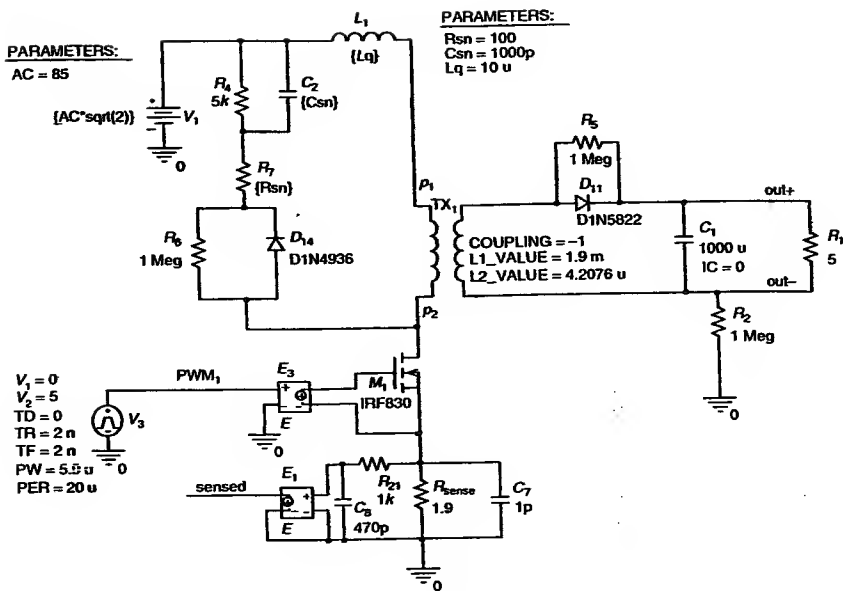 PARAMETERS:
AC = 85
{AC*sqrt(2)}
V1
0
R4
5k
C2
{Csn}
L1
{Lq}
PARAMETERS:
Rsn = 100
Csn = 1000p
Lq = 10 u
R7
{Rsn}
R6
1 Meg
D14
D1N4936
p1
TX1
p2
COUPLING = –1
L1_VALUE = 1.9 m
L2_VALUE = 4.2076 u
R5
1 Meg
D11
D1N5822
C1
1000 u
IC = 0
out+
out–
R1
5
R2
1 Meg
0
V1 = 0
V2 = 5
TD = 0
TR = 2 n
TF = 2 n
PW = 5.9 u
PER = 20 u
V3
0
PWM1
E3
E
0
M1
IRF830
sensed
E1
E
C8
470p
R21
1k
Rsense
1.9
C7
1p
0